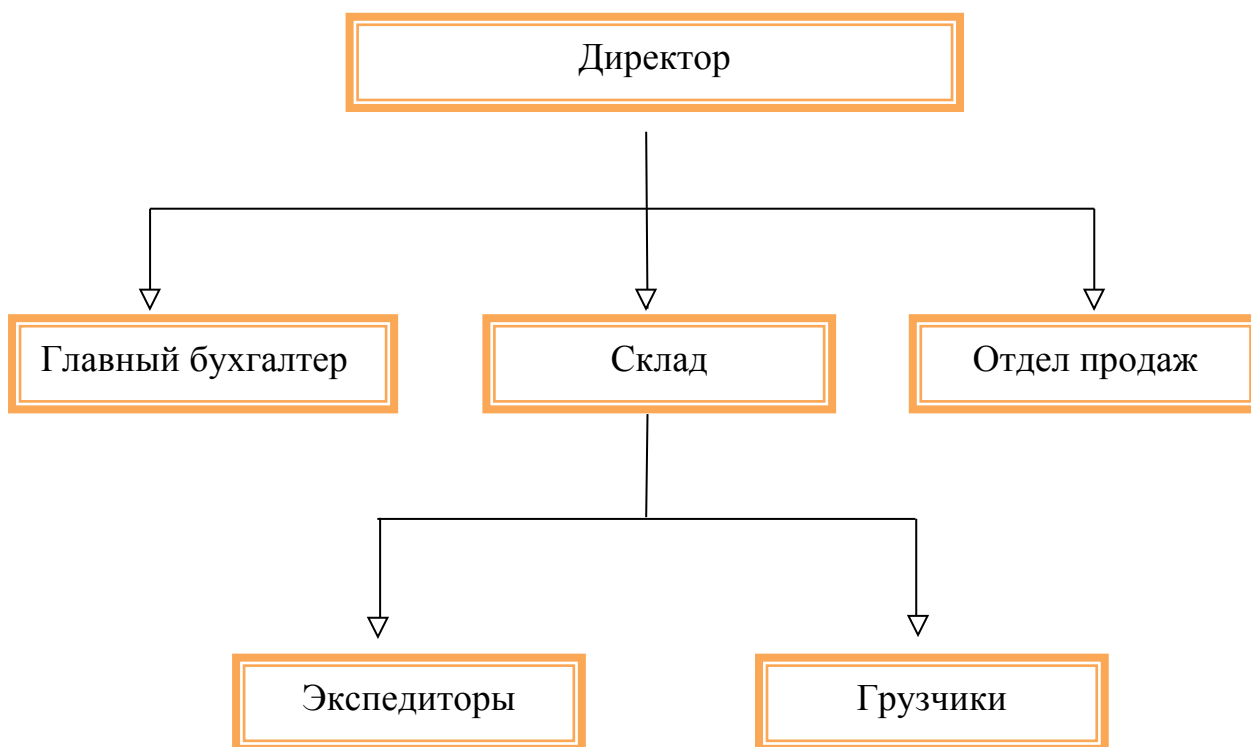 Директор
Главный бухгалтер
Склад
Отдел продаж
Экспедиторы
Грузчики